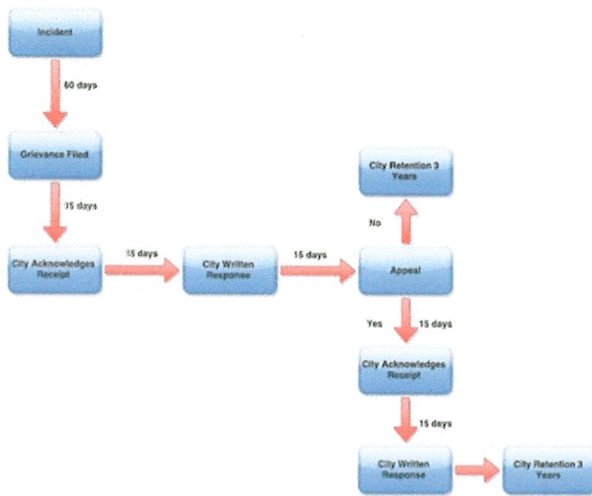 Incident
60 days
Grievance Filed
15 days
City Retention 3
Years
No
City Acknowledges
Receipt
15 days
City Written
Response
15 days
Appeal
Yes
15 days
City Acknowledges
Receipt
15 days
City Written
Response
City Retention 3
Years